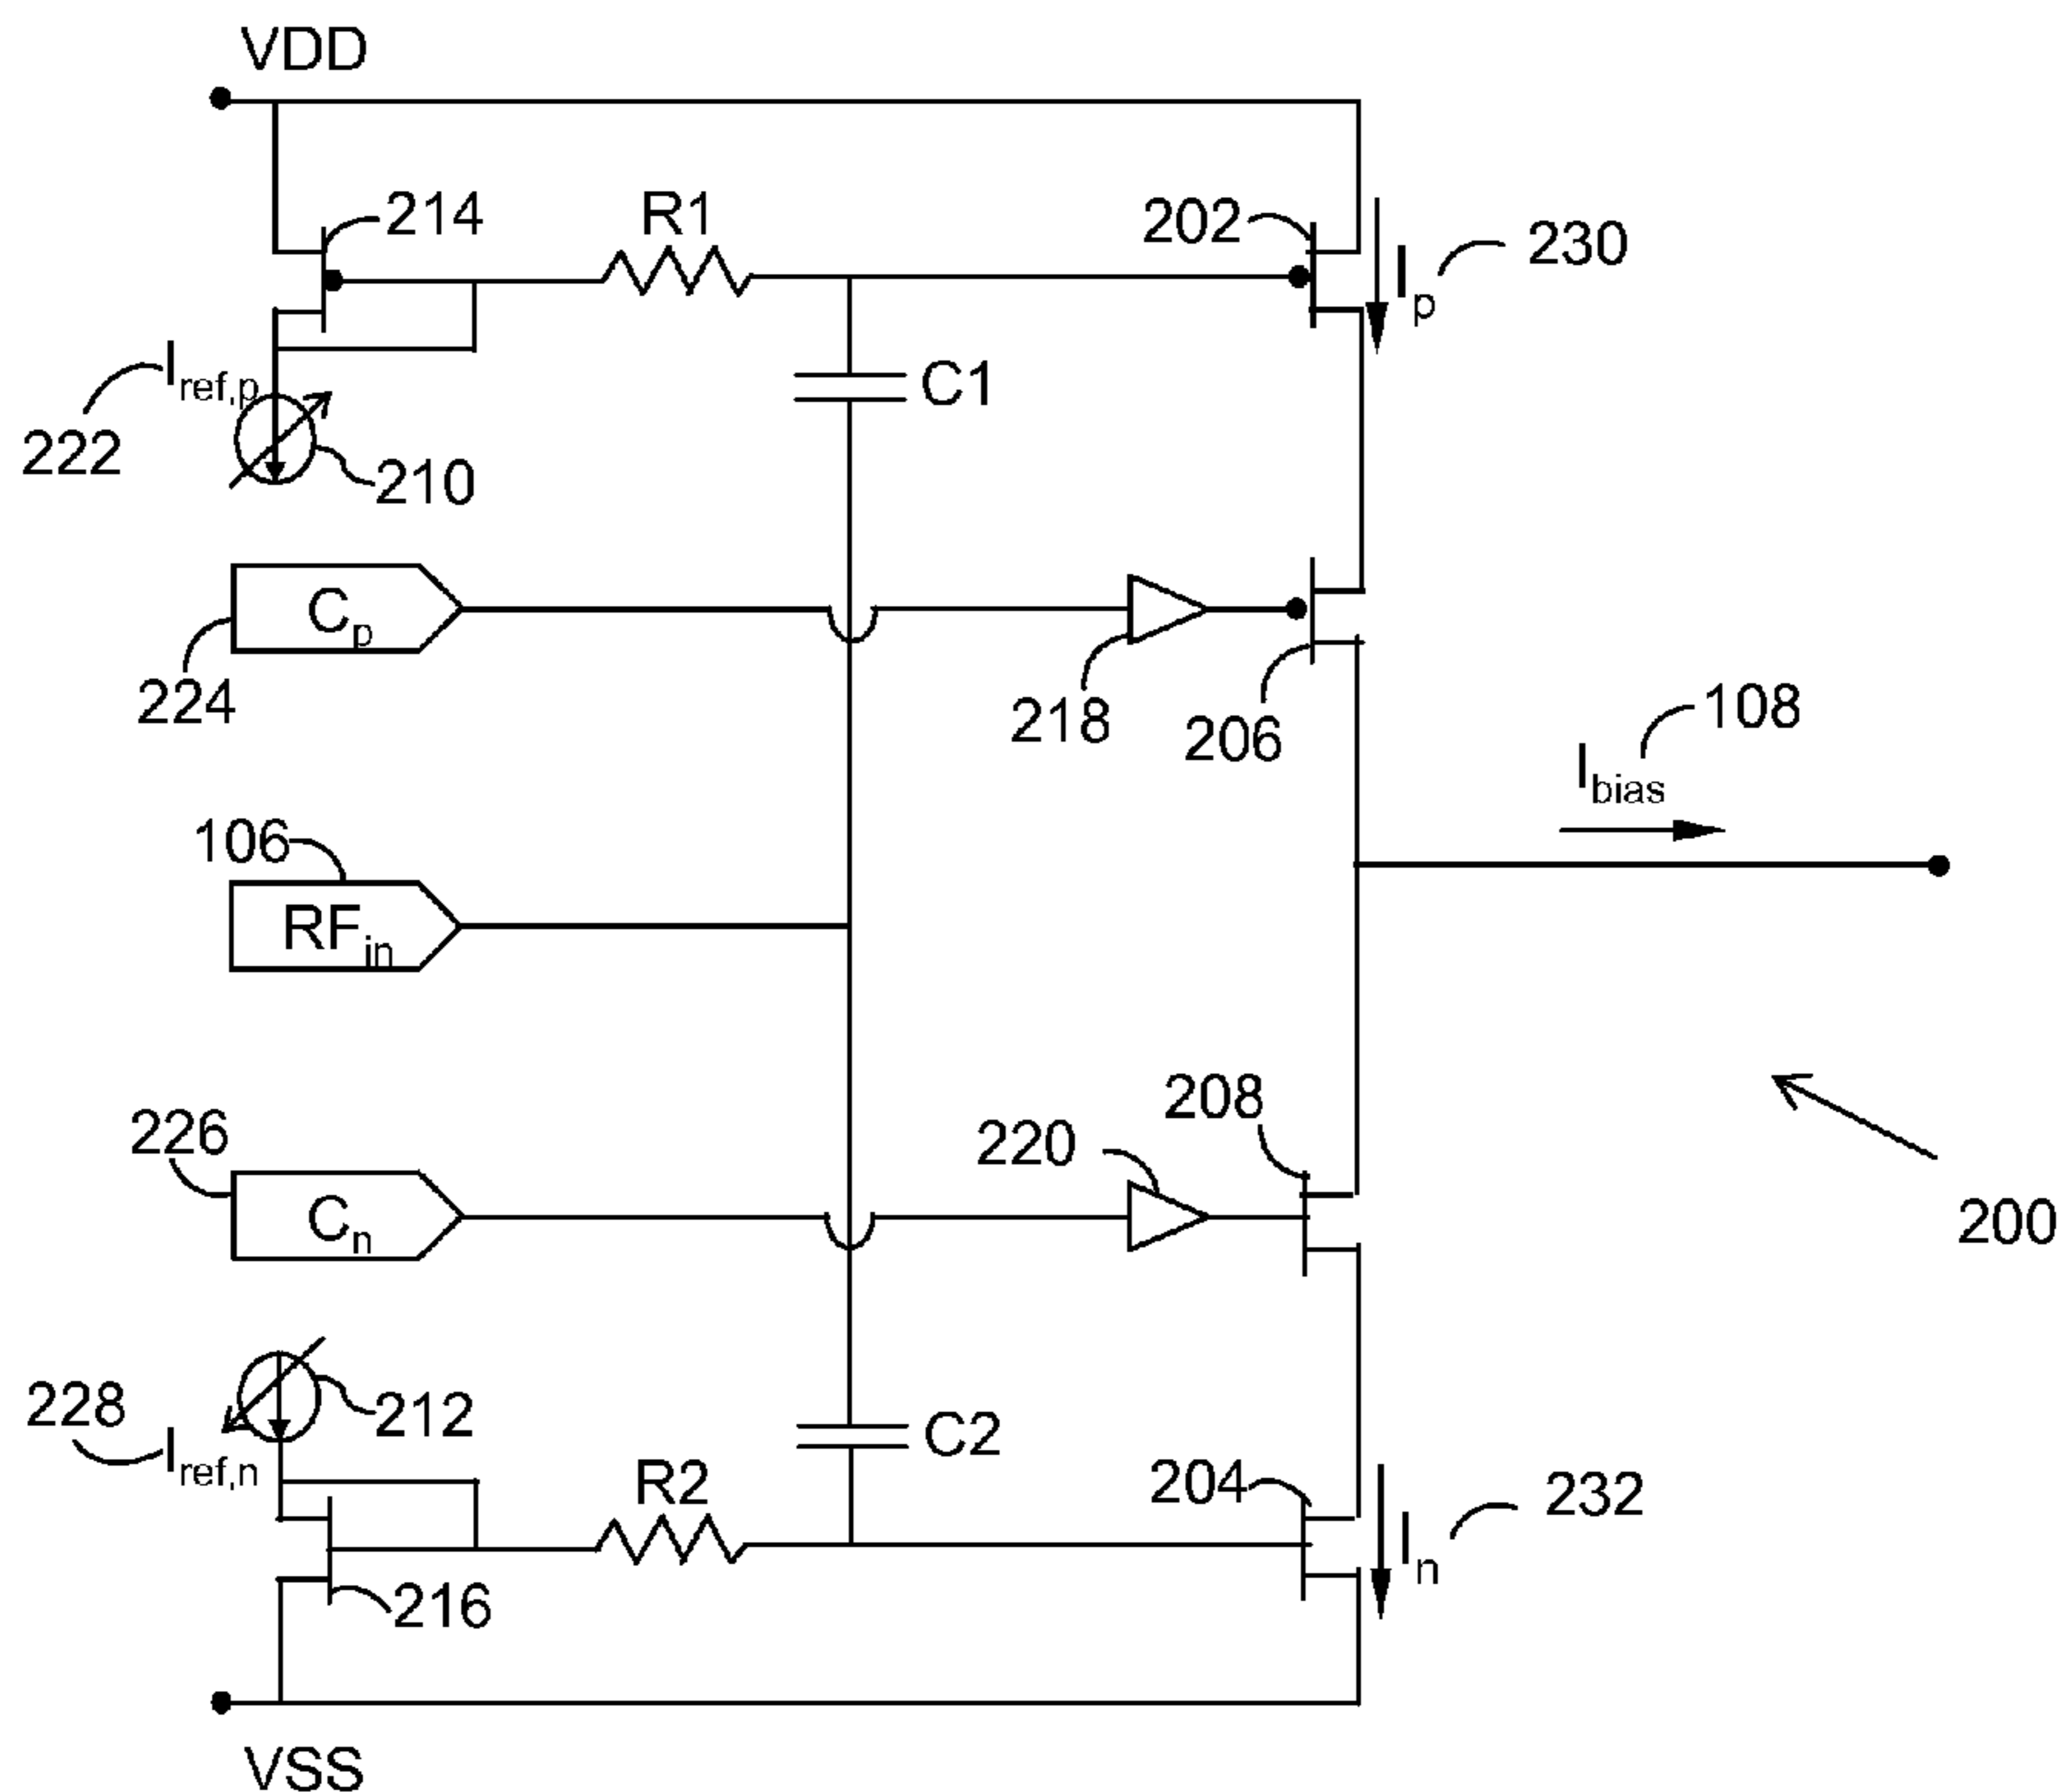 VDD
214
R1
202
230
Ip
Iref,p
222
210
C1
Cp
224
218
206
108
Ibias
106
RFin
226
Cn
220
208
200
228
Iref,n
212
C2
R2
204
232
In
216
VSS